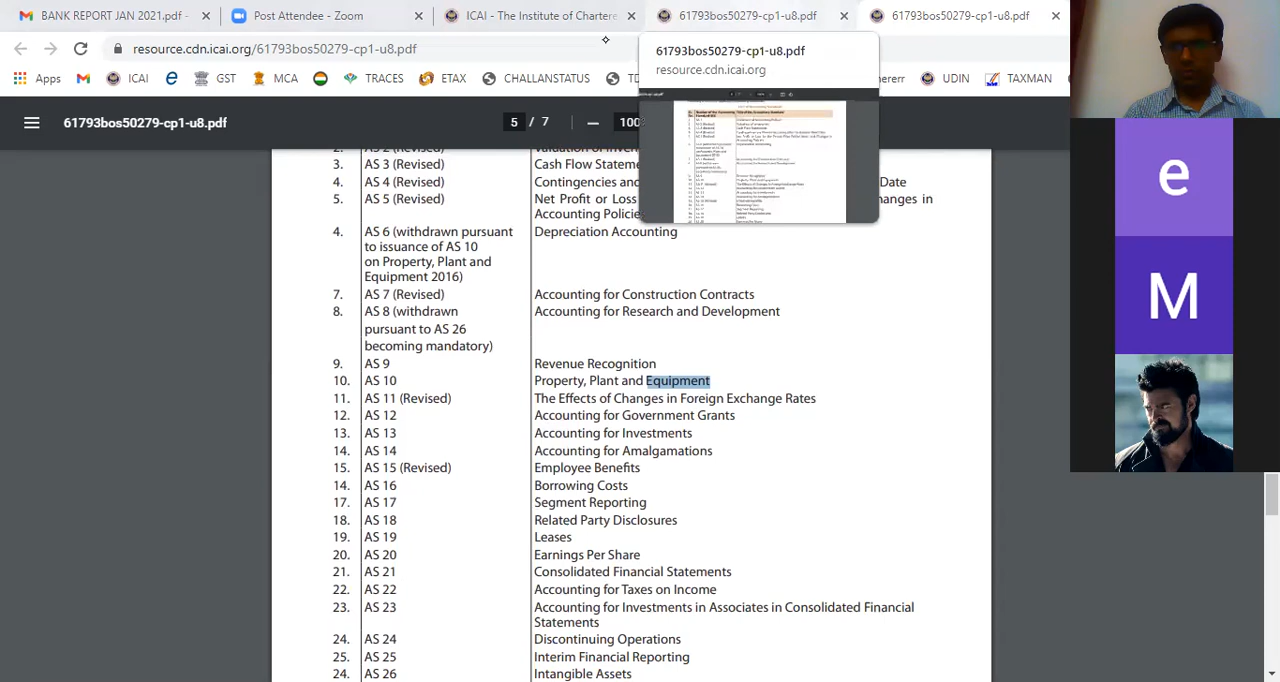 BANK REPORT JAN 2021.pdf -
Post Attendee - Zoom
ICAI - The Institute of Chartere
61793bos50279-cp1-u8.pdf
61793bos50279-cp1-u8.pdf
resource.cdn.icai.org/61793bos50279-cp1-u8.pdf
61793bos50279-cp1-u8.pdf
resource.cdn.icai.org
Apps
ICAI
GST
MCA
TRACES
ETAX
CHALLANSTATUS
TD
hererr
UDIN
TAXMAN
61793bos50279-cp1-u8.pdf
/ 7
100
3. AS 3 (Revised) Cash Flow Stateme
4. AS 4 (Revised) Contingencies and Date
5. AS 5 (Revised) Net Profit or Loss hanges in
Accounting Policie
4. AS 6 (withdrawn pursuant Depreciation Accounting
to issuance of AS 10
on Property, Plant and
Equipment 2016)
7. AS 7 (Revised) Accounting for Construction Contracts
8. AS 8 (withdrawn Accounting for Research and Development
pursuant to AS 26
becoming mandatory)
9. AS 9 Revenue Recognition
10. AS 10 Property, Plant and Equipment
11. AS 11 (Revised) The Effects of Changes in Foreign Exchange Rates
12. AS 12 Accounting for Government Grants
13. AS 13 Accounting for Investments
14. AS 14 Accounting for Amalgamations
15. AS 15 (Revised) Employee Benefits
14. AS 16 Borrowing Costs
17. AS 17 Segment Reporting
18. AS 18 Related Party Disclosures
19. AS 19 Leases
20. AS 20 Earnings Per Share
21. AS 21 Consolidated Financial Statements
22. AS 22 Accounting for Taxes on Income
23. AS 23 Accounting for Investments in Associates in Consolidated Financial
Statements
24. AS 24 Discontinuing Operations
25. AS 25 Interim Financial Reporting
24. AS 26 Intangible Assets
e
M